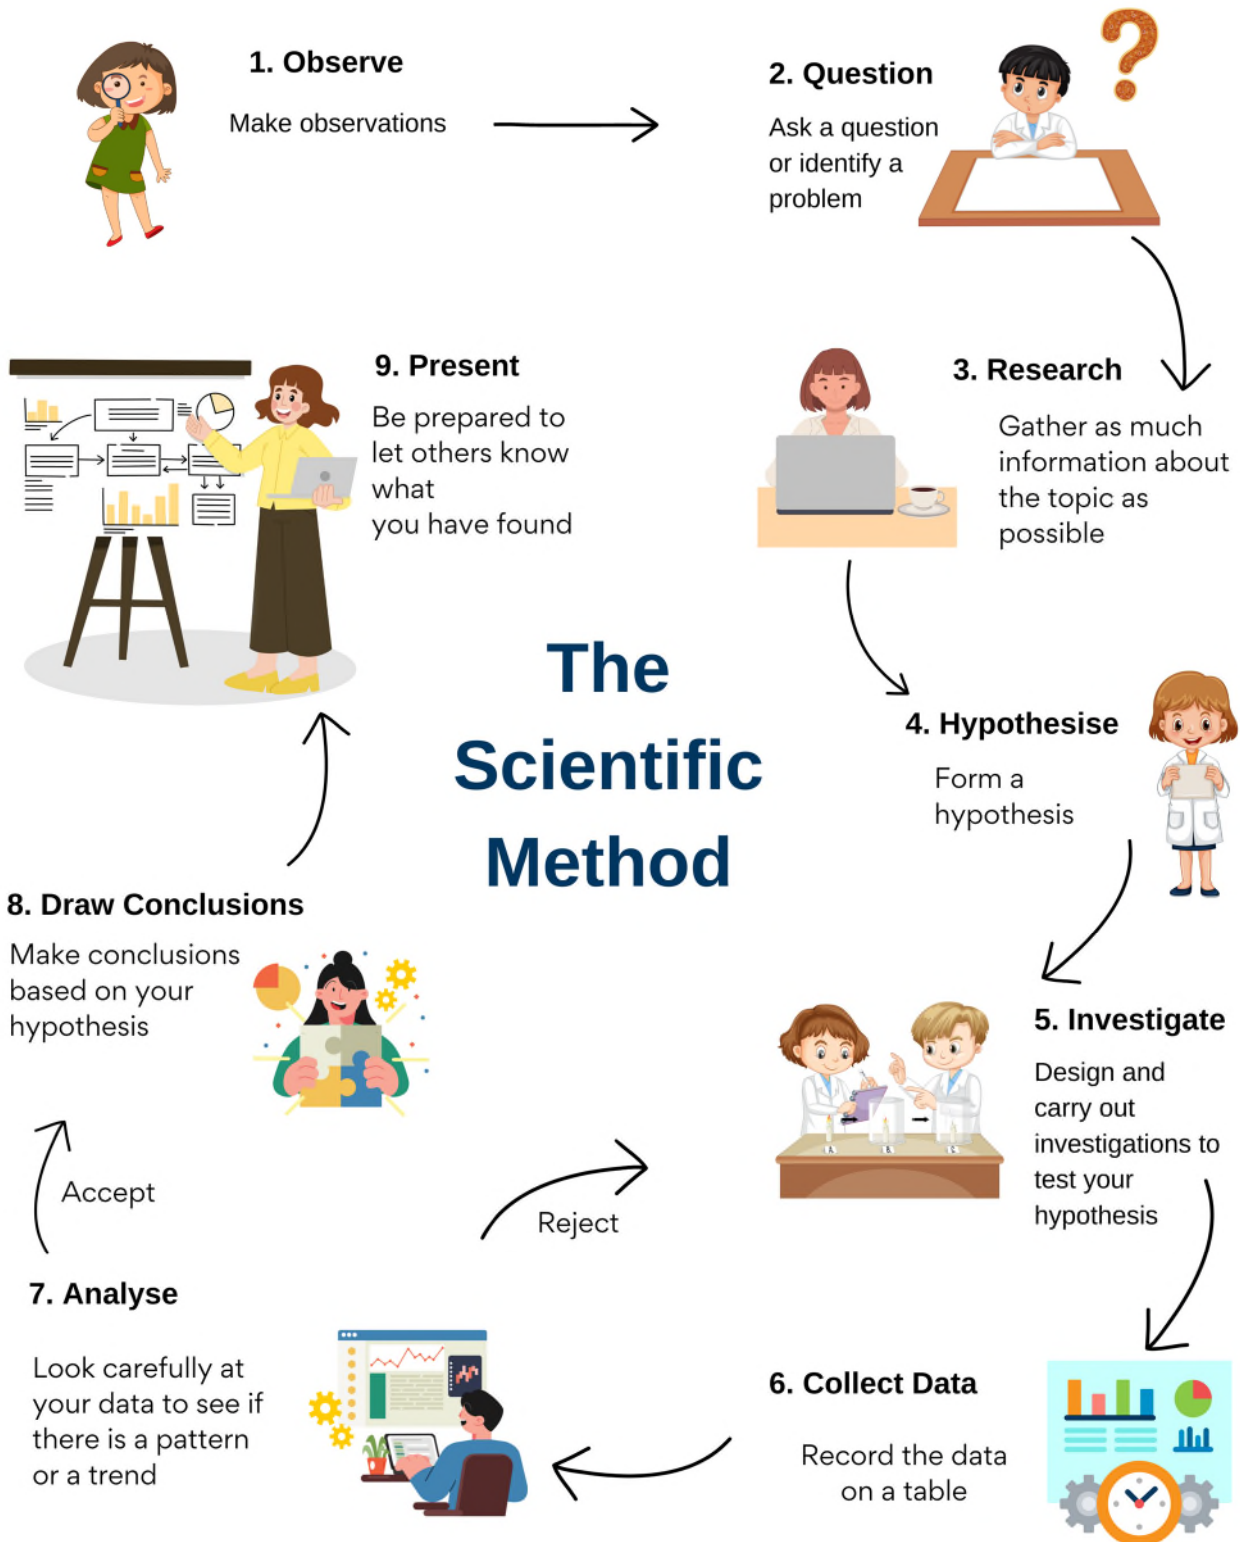 1. Observe
Make observations
2. Question
Ask a question
or identify a
problem
3. Research
Gather as much
information about
the topic as
possible
4. Hypothesise
Form a
hypothesis
5. Investigate
Design and
carry out
investigations to
test your
hypothesis
6. Collect Data
Record the data
on a table
7. Analyse
Look carefully at
your data to see if
there is a pattern
or a trend
Accept
Reject
8. Draw Conclusions
Make conclusions
based on your
hypothesis
9. Present
Be prepared to
let others know
what
you have found
The
Scientific
Method
A
B
C